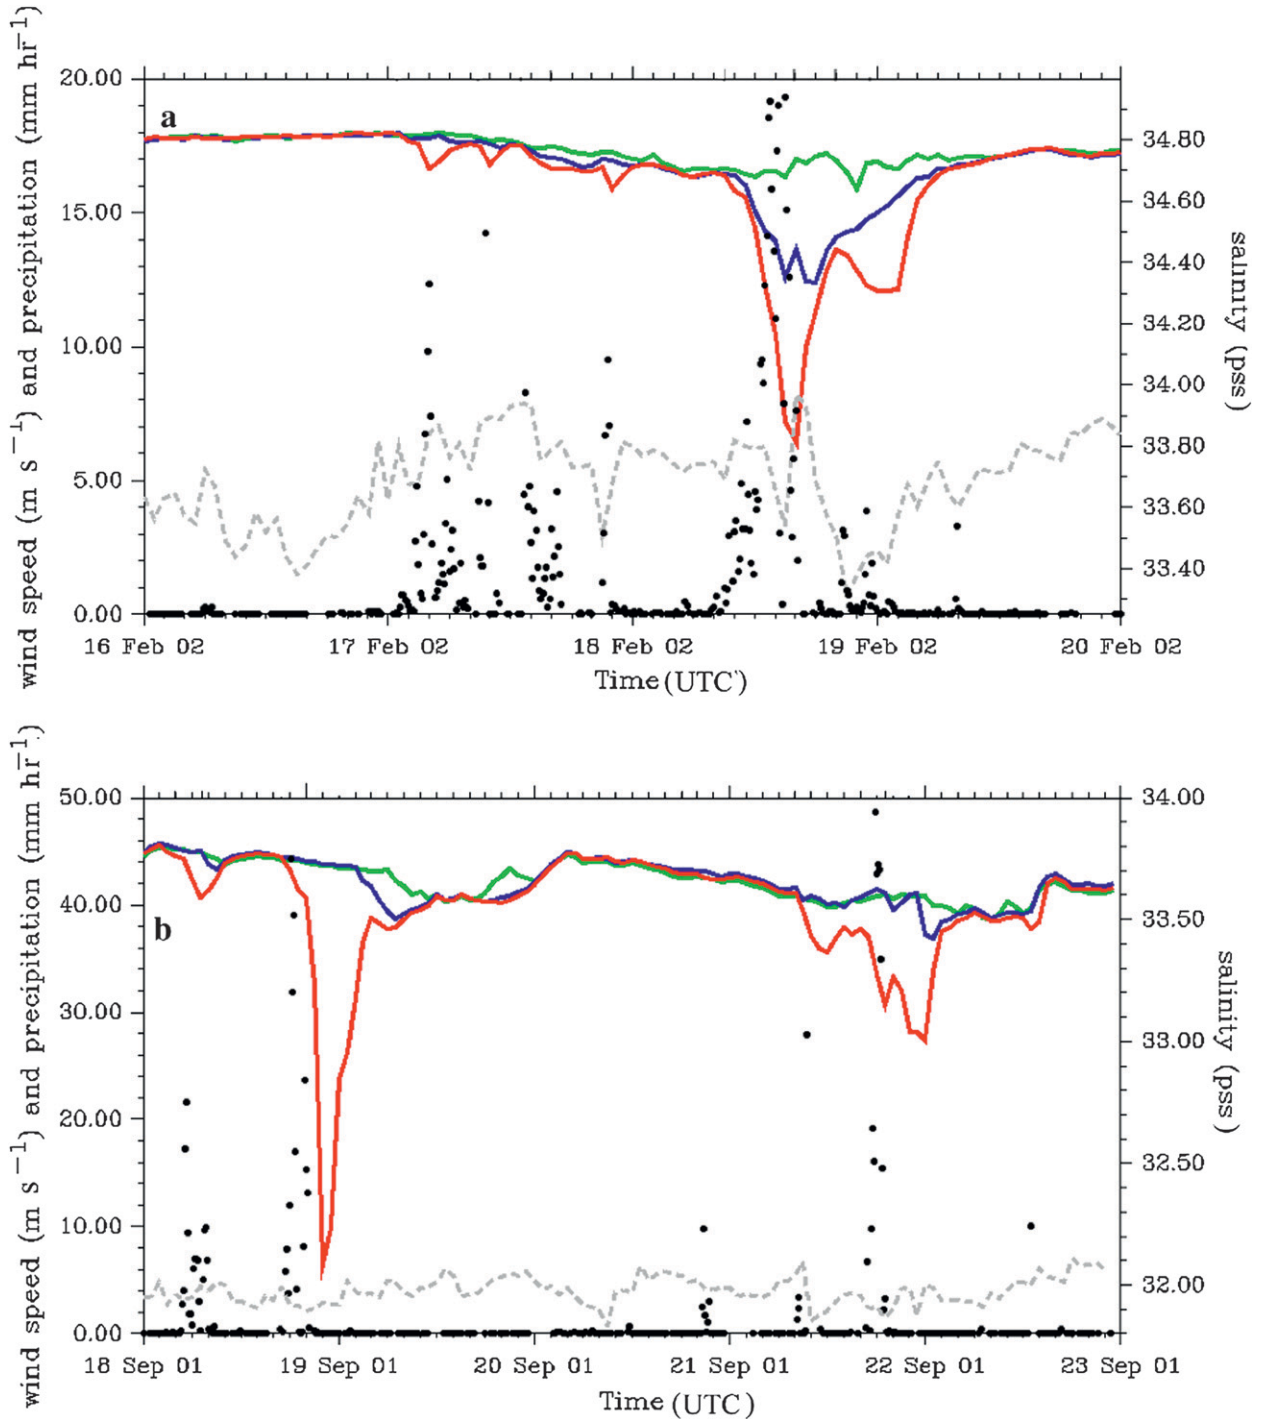 wind speed (m s−1) and precipitation (mm hr−1)
a
20.00
15.00
10.00
5.00
0.00
34.80
34.60
34.40
34.20
34.00
33.80
33.60
33.40
salinity (pss)
16 Feb 02 17 Feb 02 18 Feb 02 19 Feb 02 20 Feb 02
Time (UTC)
wind speed (m s−1) and precipitation (mm hr−1)
b
50.00
40.00
30.00
20.00
10.00
0.00
34.00
33.50
33.00
32.50
32.00
salinity (pss)
18 Sep 01 19 Sep 01 20 Sep 01 21 Sep 01 22 Sep 01 23 Sep 01
Time (UTC)